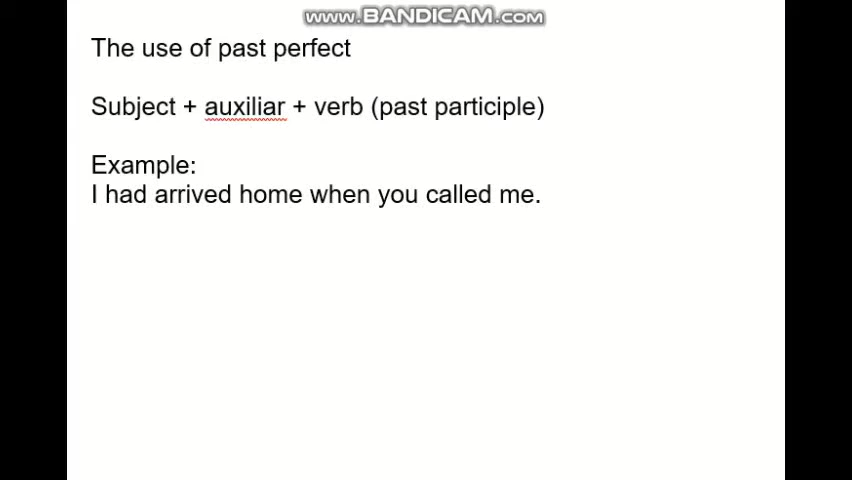 www.BANDICAM.com
The use of past perfect
Subject + auxiliar + verb (past participle)
Example:
I had arrived home when you called me.